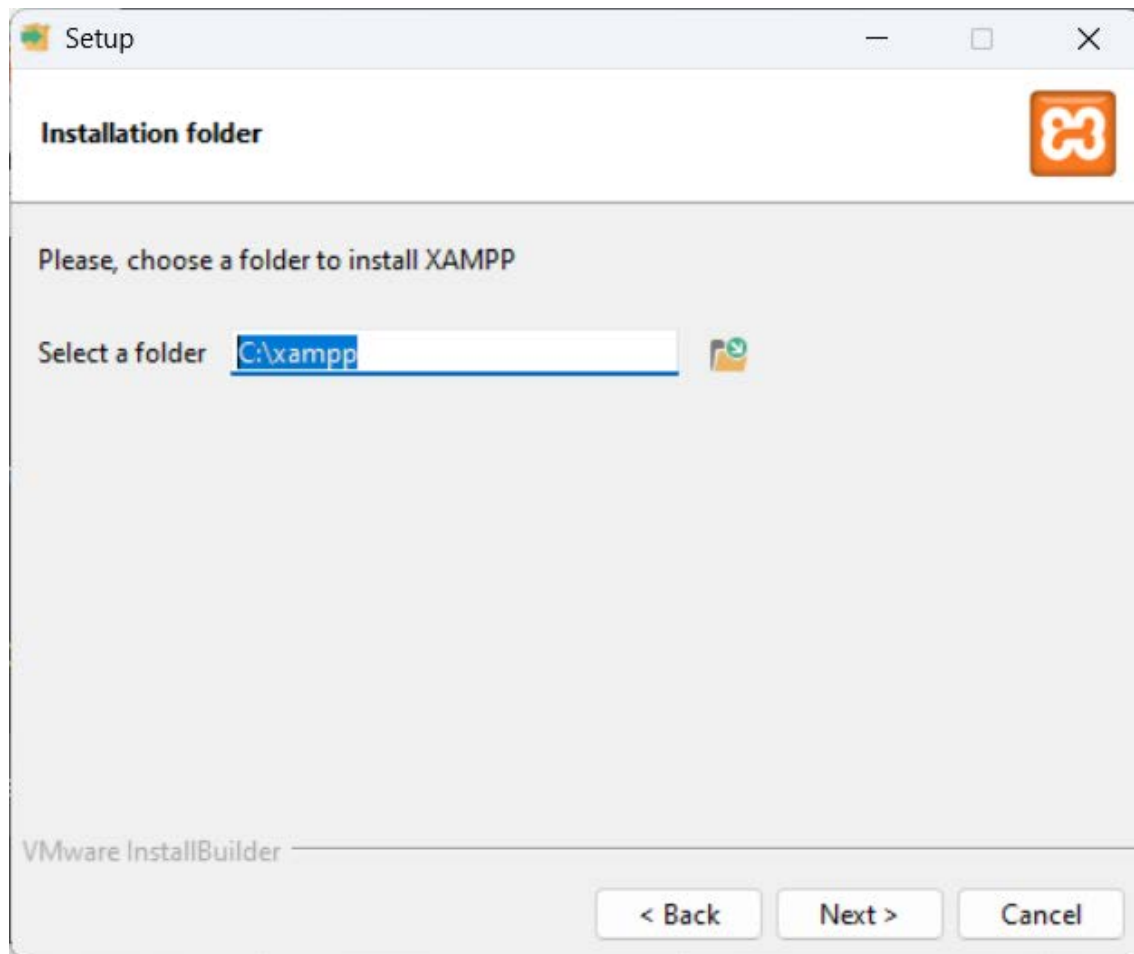 Setup
Installation folder
Please, choose a folder to install XAMPP
Select a folder C:\xampp
VMware InstallBuilder
< Back Next > Cancel